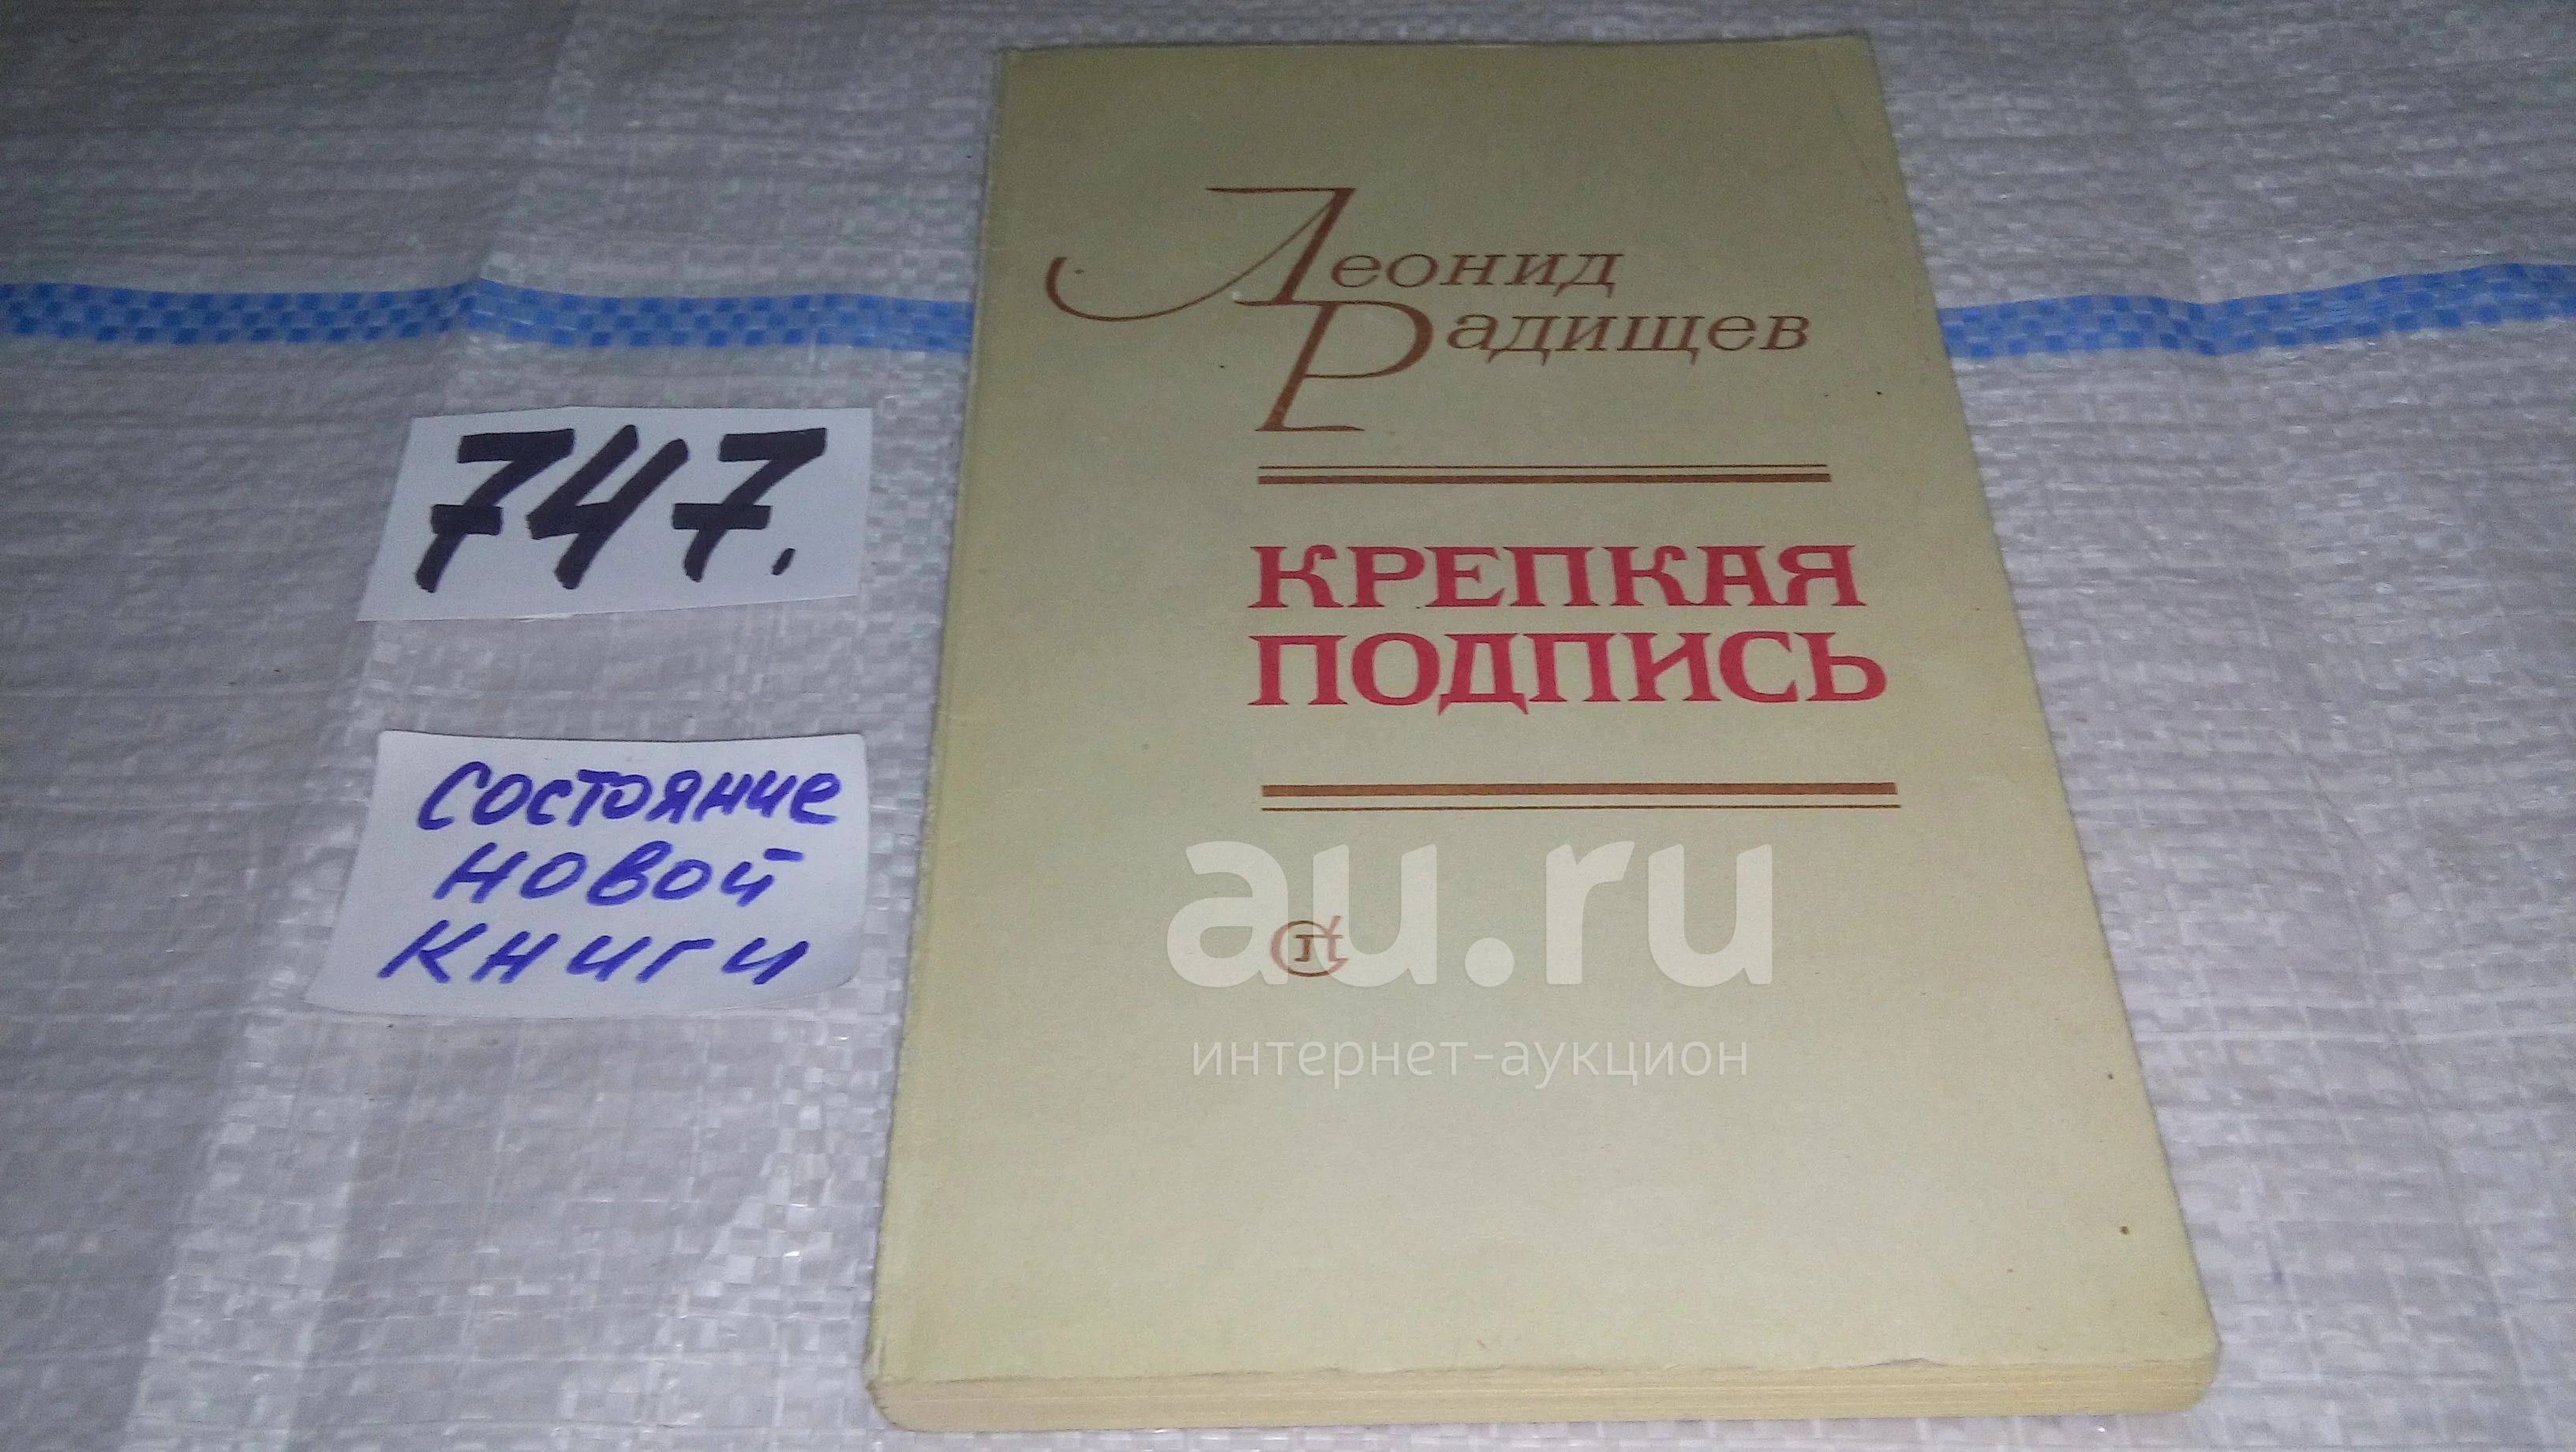 Леонид
Радищев
КРЕПКАЯ
ПОДПИСЬ
747.
Состояние
новой
книги
au.ru
интернет-аукцион